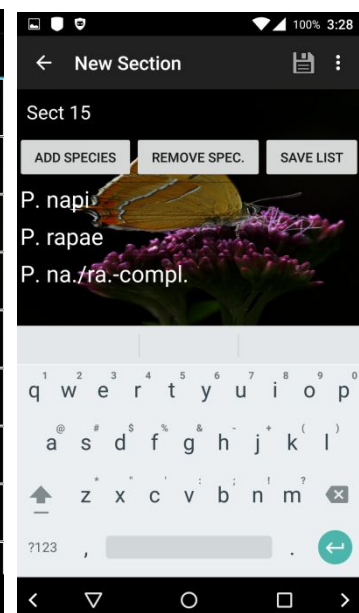 100% 3:28
New Section
Sect 15
ADD SPECIES REMOVE SPEC. SAVE LIST
P. napi
P. rapae
P. na./ra.-compl.
1 2 3 4 5 6 7 8 9 0
q w e r t y u i o p
@ # $ % & - + ( )
a s d f g h j k l
* " ' : ; ! ?
z x c v b n m
?123 , .